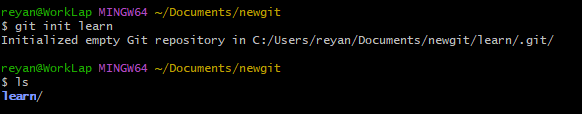 reyan@WorkLap MINGW64 ~/Documents/newgit
$ git init learn
Initialized empty Git repository in C:/Users/reyan/Documents/newgit/learn/.git/
reyan@WorkLap MINGW64 ~/Documents/newgit
$ ls
learn/